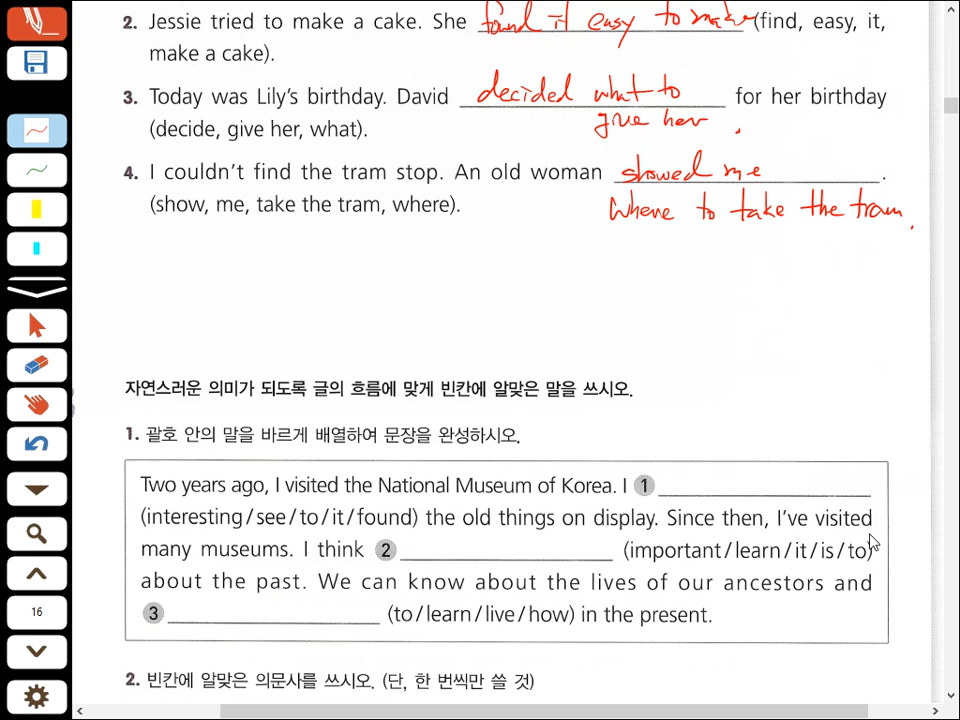 2. Jessie tried to make a cake. She found it easy to make (find, easy, it,
make a cake).
3. Today was Lily's birthday. David decided what to for her birthday
give her .
(decide, give her, what).
4. I couldn't find the tram stop. An old woman showed me .
(show, me, take the tram, where).
where to take the tram.
자연스러운 의미가 되도록 글의 흐름에 맞게 빈칸에 알맞은 말을 쓰시오.
1. 괄호 안의 말을 바르게 배열하여 문장을 완성하시오.
Two years ago, I visited the National Museum of Korea. I 1
(interesting/see/to/it/found) the old things on display. Since then, I've visited
many museums. I think 2 (important/learn/it/is/to)
about the past. We can know about the lives of our ancestors and
3 (to/learn/live/how) in the present.
2. 빈칸에 알맞은 의문사를 쓰시오. (단, 한 번씩만 쓸 것)
16